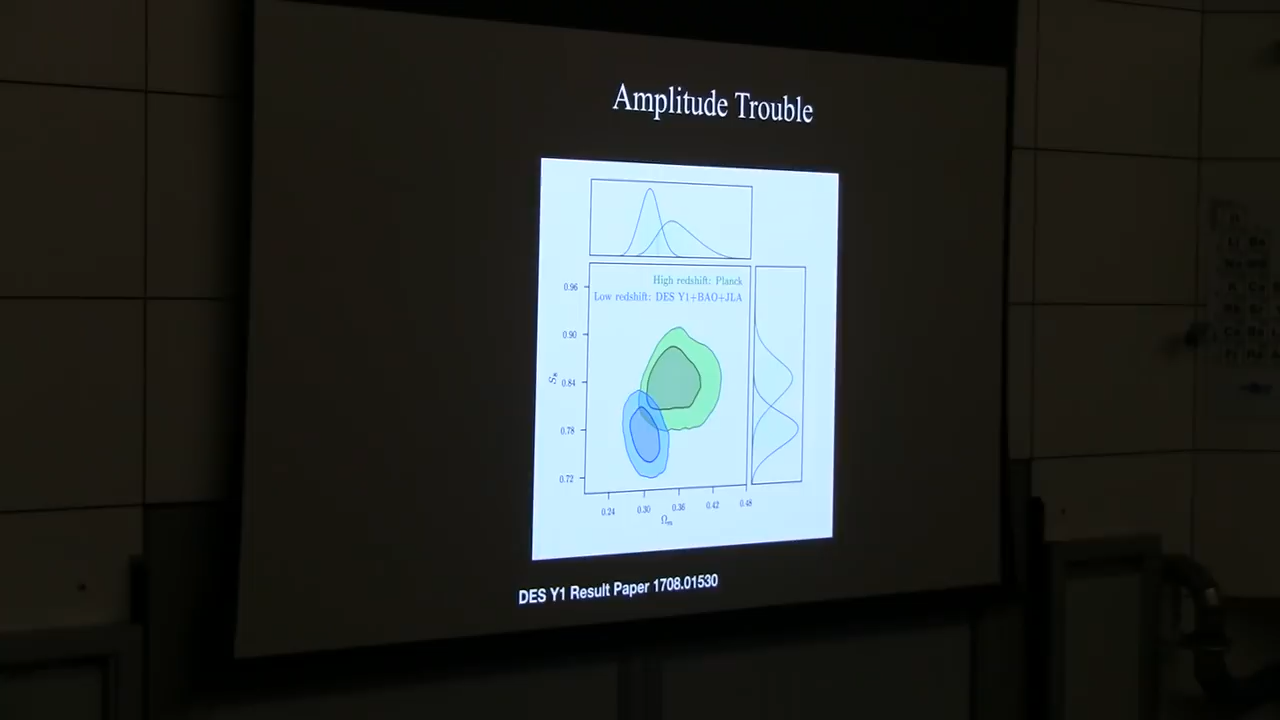 Amplitude Trouble
High redshift: Planck
Low redshift: DES Y1+BAO+JLA
0.96
0.90
0.84
0.78
0.72
S₈
0.24
0.30
0.36
0.42
0.48
Ωₘ
DES Y1 Result Paper 1708.01530